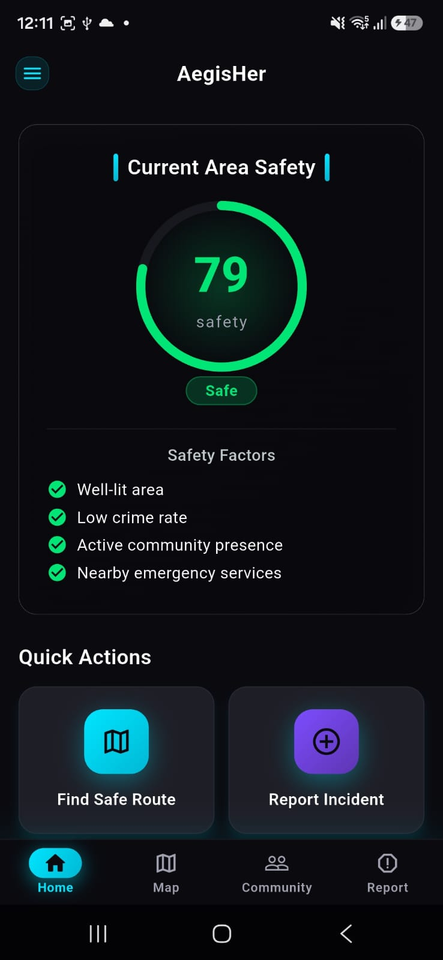 12:11
47
AegisHer
Current Area Safety
79
safety
Safe
Safety Factors
Well-lit area
Low crime rate
Active community presence
Nearby emergency services
Quick Actions
Find Safe Route
Report Incident
Home
Map
Community
Report